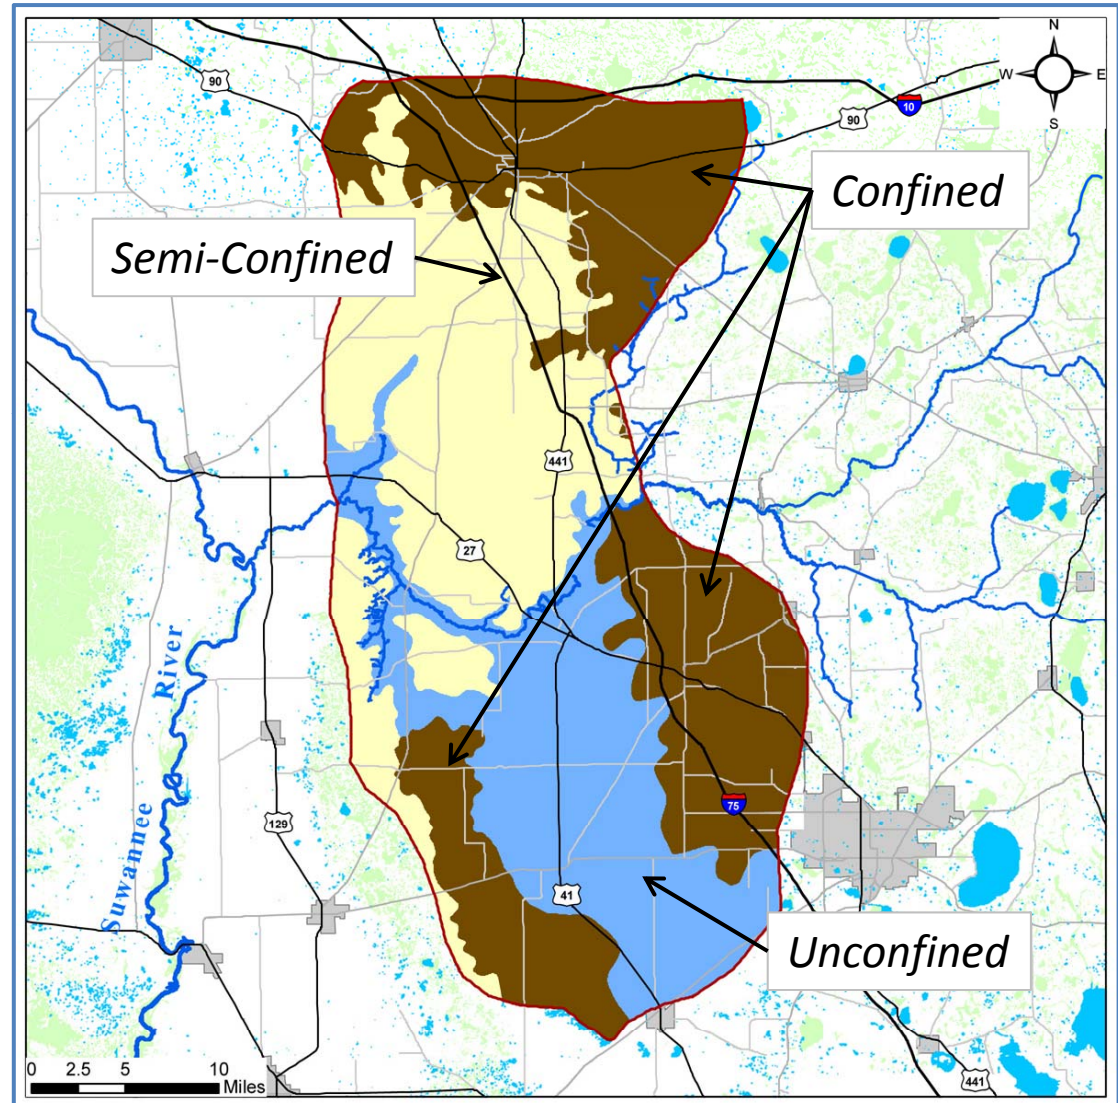 N
W E
S
90
10
90
Confined
Semi-Confined
441
27
River
Suwannee
75
129
41
Unconfined
0 2.5 5 10
Miles
441